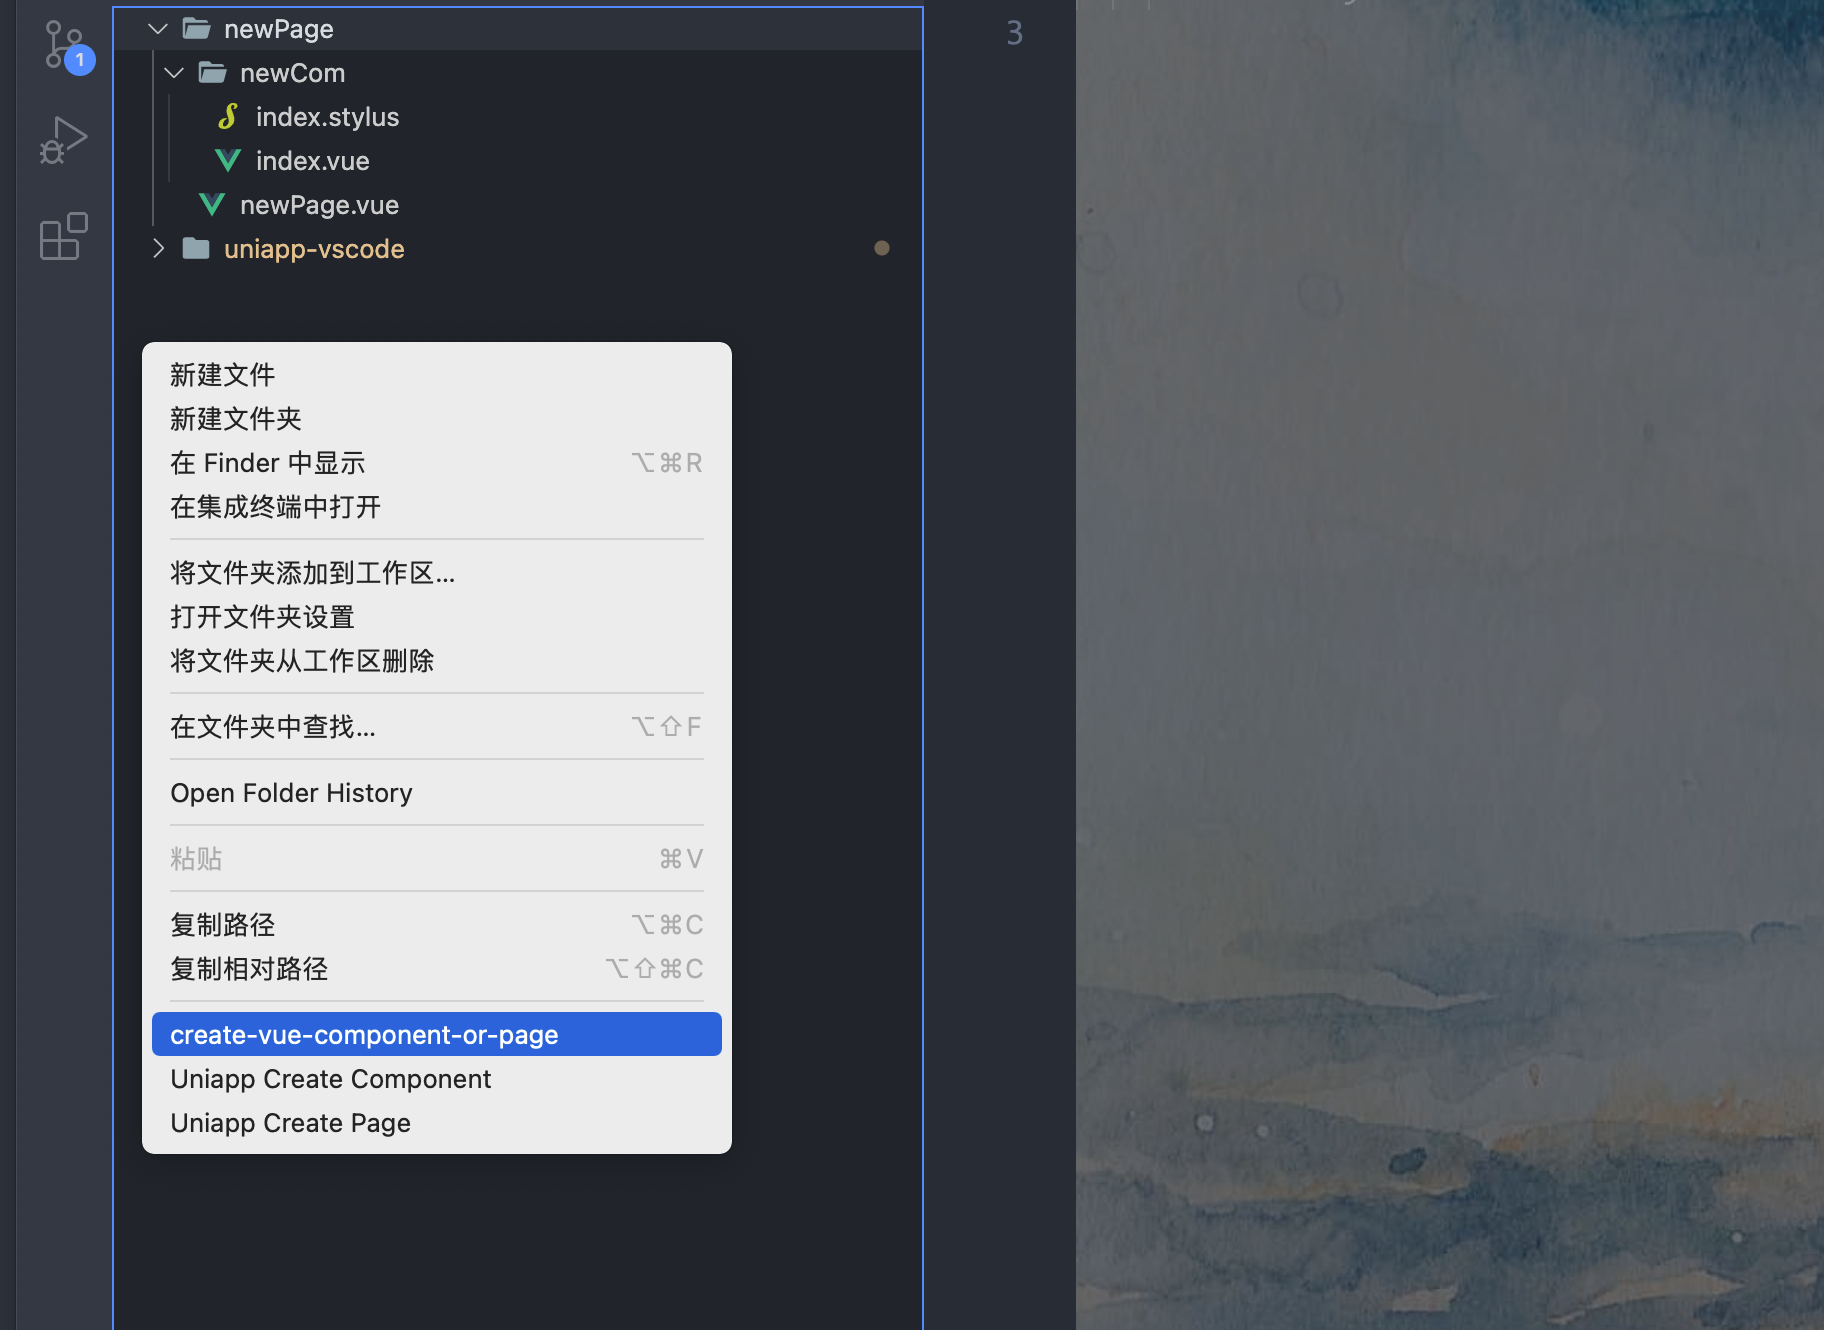 newPage
newCom
index.stylus
index.vue
newPage.vue
uniapp-vscode
1
3
新建文件
新建文件夹
在 Finder 中显示 ⌥⌘R
在集成终端中打开
将文件夹添加到工作区...
打开文件夹设置
将文件夹从工作区删除
在文件夹中查找... ⌥⇧F
Open Folder History
粘贴 ⌘V
复制路径 ⌥⌘C
复制相对路径 ⌥⇧⌘C
create-vue-component-or-page
Uniapp Create Component
Uniapp Create Page